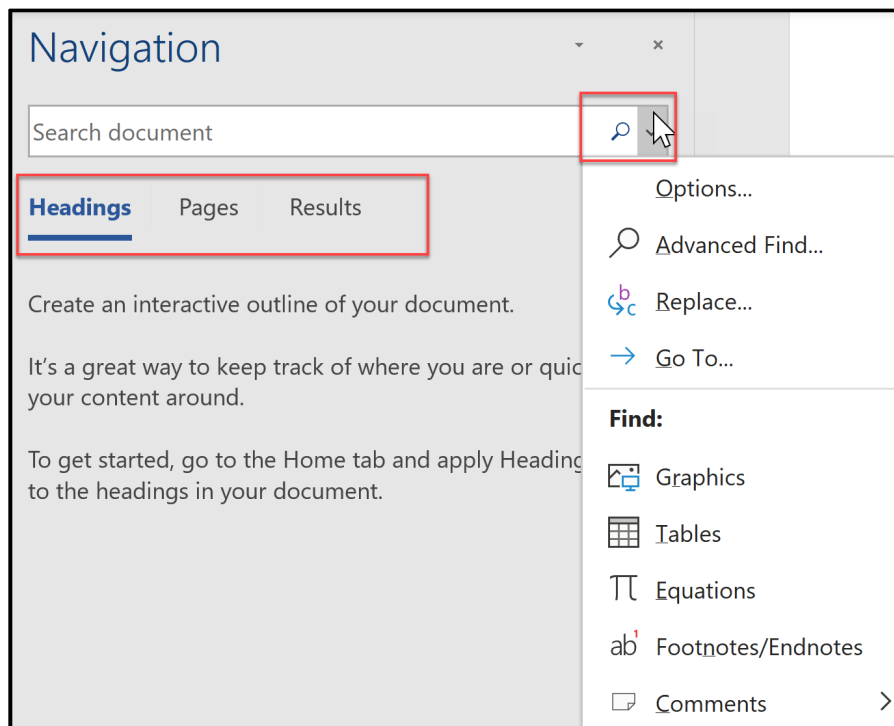 Navigation
Search document
Headings Pages Results
Create an interactive outline of your document.
It's a great way to keep track of where you are or quic
your content around.
To get started, go to the Home tab and apply Heading
to the headings in your document.
Options...
Advanced Find...
Replace...
Go To...
Find:
Graphics
Tables
Equations
Footnotes/Endnotes
Comments